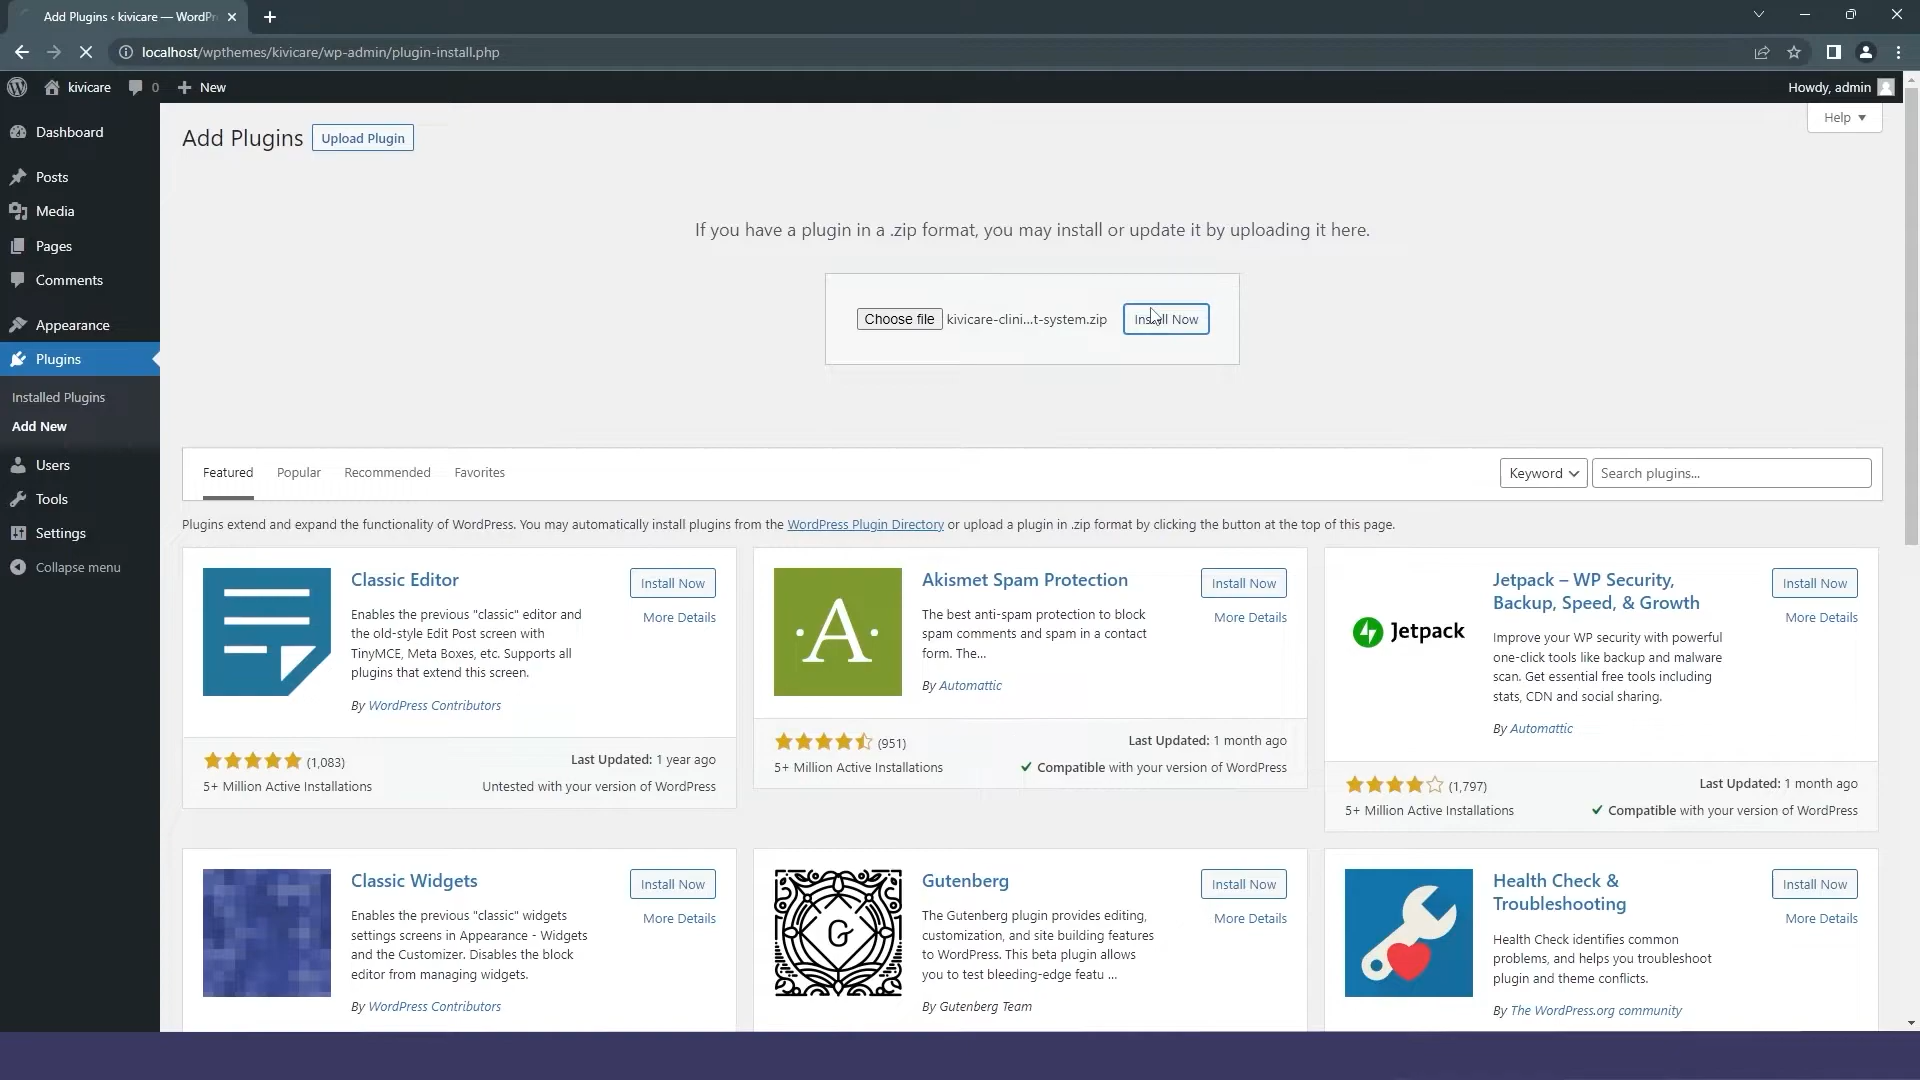 Add Plugins ‹ kivicare — WordPr
localhost/wpthemes/kivicare/wp-admin/plugin-install.php
kivicare
0
New
Howdy, admin
Help
Dashboard
Posts
Media
Pages
Comments
Appearance
Plugins
Installed Plugins
Add New
Users
Tools
Settings
Collapse menu
Add Plugins
Upload Plugin
If you have a plugin in a .zip format, you may install or update it by uploading it here.
Choose file kivicare-clini...t-system.zip
Install Now
Featured Popular Recommended Favorites
Keyword
Search plugins...
Plugins extend and expand the functionality of WordPress. You may automatically install plugins from the WordPress Plugin Directory or upload a plugin in .zip format by clicking the button at the top of this page.
Classic Editor
Install Now
More Details
Enables the previous "classic" editor and
the old-style Edit Post screen with
TinyMCE, Meta Boxes, etc. Supports all
plugins that extend this screen.
By WordPress Contributors
(1,083)
Last Updated: 1 year ago
5+ Million Active Installations
Untested with your version of WordPress
A
Akismet Spam Protection
Install Now
More Details
The best anti-spam protection to block
spam comments and spam in a contact
form. The...
By Automattic
(951)
Last Updated: 1 month ago
5+ Million Active Installations
Compatible with your version of WordPress
Jetpack
Jetpack – WP Security,
Backup, Speed, & Growth
Install Now
More Details
Improve your WP security with powerful
one-click tools like backup and malware
scan. Get essential free tools including
stats, CDN and social sharing.
By Automattic
(1,797)
Last Updated: 1 month ago
5+ Million Active Installations
Compatible with your version of WordPress
Classic Widgets
Install Now
More Details
Enables the previous "classic" widgets
settings screens in Appearance - Widgets
and the Customizer. Disables the block
editor from managing widgets.
By WordPress Contributors
G
Gutenberg
Install Now
More Details
The Gutenberg plugin provides editing,
customization, and site building features
to WordPress. This beta plugin allows
you to test bleeding-edge featu ...
By Gutenberg Team
Health Check &
Troubleshooting
Install Now
More Details
Health Check identifies common
problems, and helps you troubleshoot
plugin and theme conflicts.
By The WordPress.org community